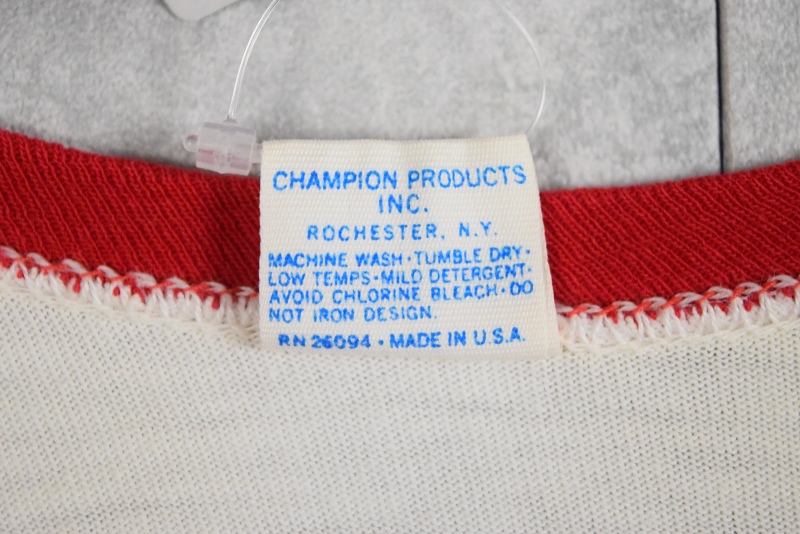 CHAMPION PRODUCTS
INC.
ROCHESTER, N.Y.
MACHINE WASH·TUMBLE DRY·
LOW TEMPS·MILD DETERGENT·
AVOID CHLORINE BLEACH·DO
NOT IRON DESIGN.
RN 26094 · MADE IN U.S.A.